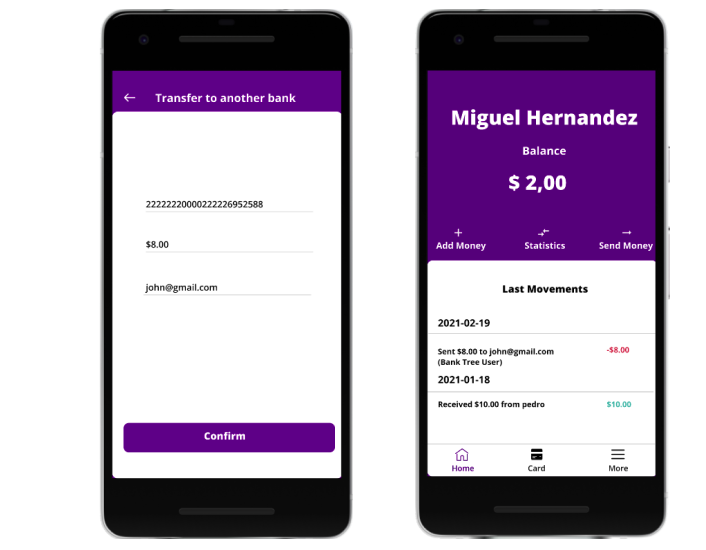 ← Transfer to another bank
22222220000222226952588
$8.00
john@gmail.com
Confirm
Miguel Hernandez
Balance
$ 2,00
Add Money Statistics Send Money
Last Movements
2021-02-19
Sent $8.00 to john@gmail.com -$8.00
(Bank Tree User)
2021-01-18
Received $10.00 from pedro $10.00
Home Card More